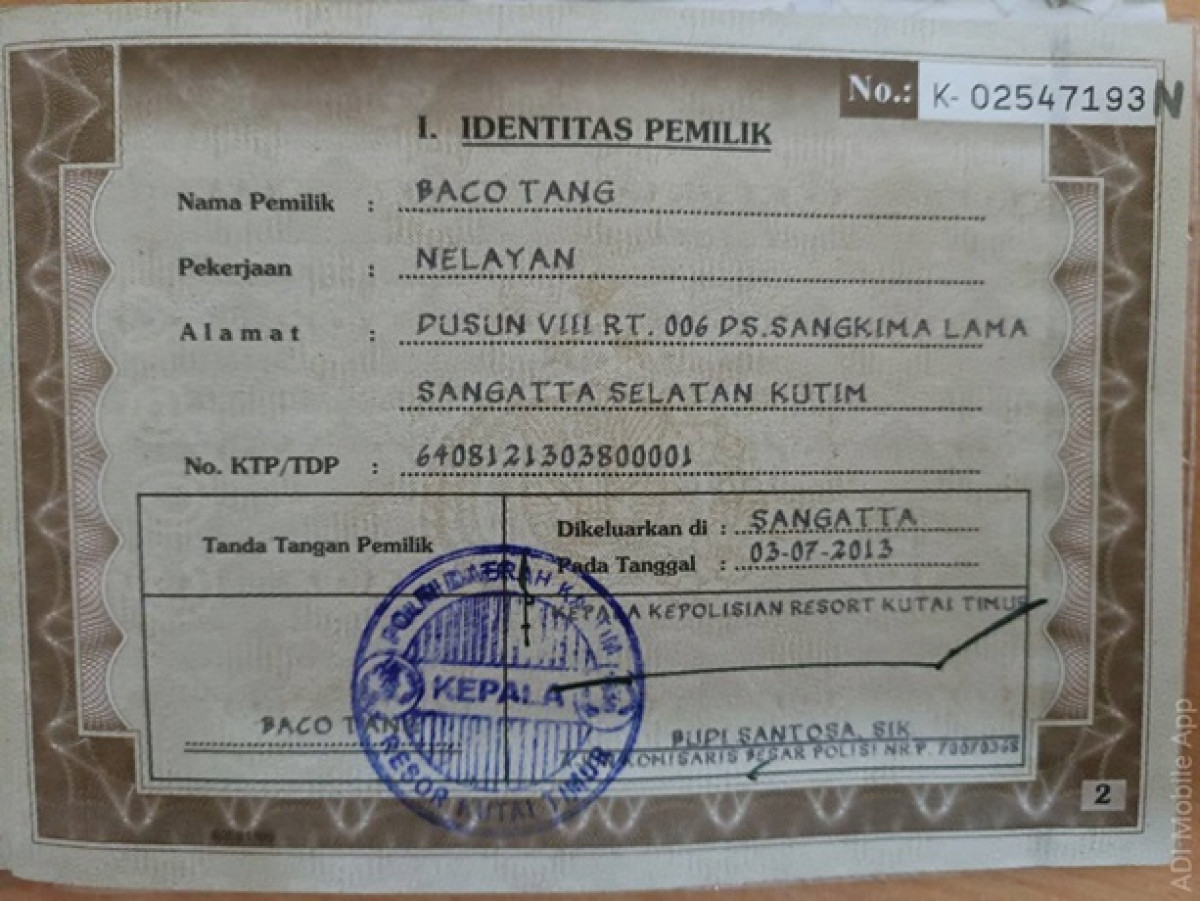 No.: K- 02547193 N
I. IDENTITAS PEMILIK
Nama Pemilik : BACO TANG
Pekerjaan : NELAYAN
Alamat : DUSUN VIII RT. 006 DS. SANGKIMA LAMA
SANGATTA SELATAN KUTIM
No. KTP/TDP : 6408121303800001
Tanda Tangan Pemilik
Dikeluarkan di : SANGATTA
Pada Tanggal : 03-07-2013
KEPALA KEPOLISIAN RESORT KUTAI TIMUR
DAERAH
KEPALA
RESOR KUTAI TIMUR
BACO TANG
BUDI SANTOSA, SIK
KOMISARIS BESAR POLISI NRP.
2
ADI Mobile App